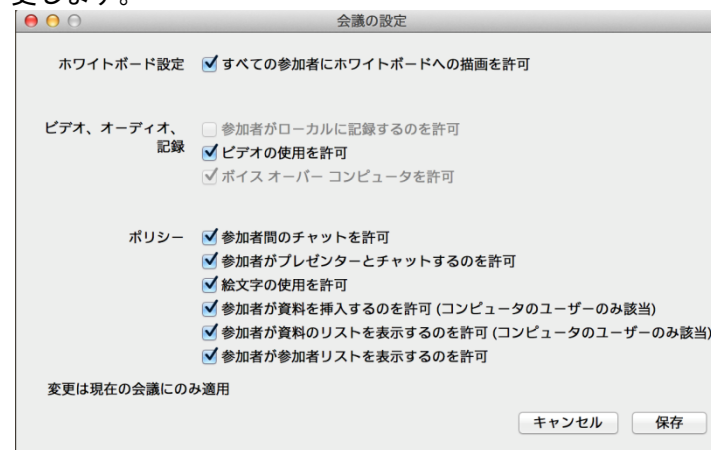 更します。
会議の設定
ホワイトボード設定 すべての参加者にホワイトボードへの描画を許可
ビデオ、オーディオ、 参加者がローカルに記録するのを許可
記録 ビデオの使用を許可
ボイス オーバー コンピュータを許可
ポリシー 参加者間のチャットを許可
参加者がプレゼンターとチャットするのを許可
絵文字の使用を許可
参加者が資料を挿入するのを許可 (コンピュータのユーザーのみ該当)
参加者が資料のリストを表示するのを許可 (コンピュータのユーザーのみ該当)
参加者が参加者リストを表示するのを許可
変更は現在の会議にのみ適用
キャンセル 保存